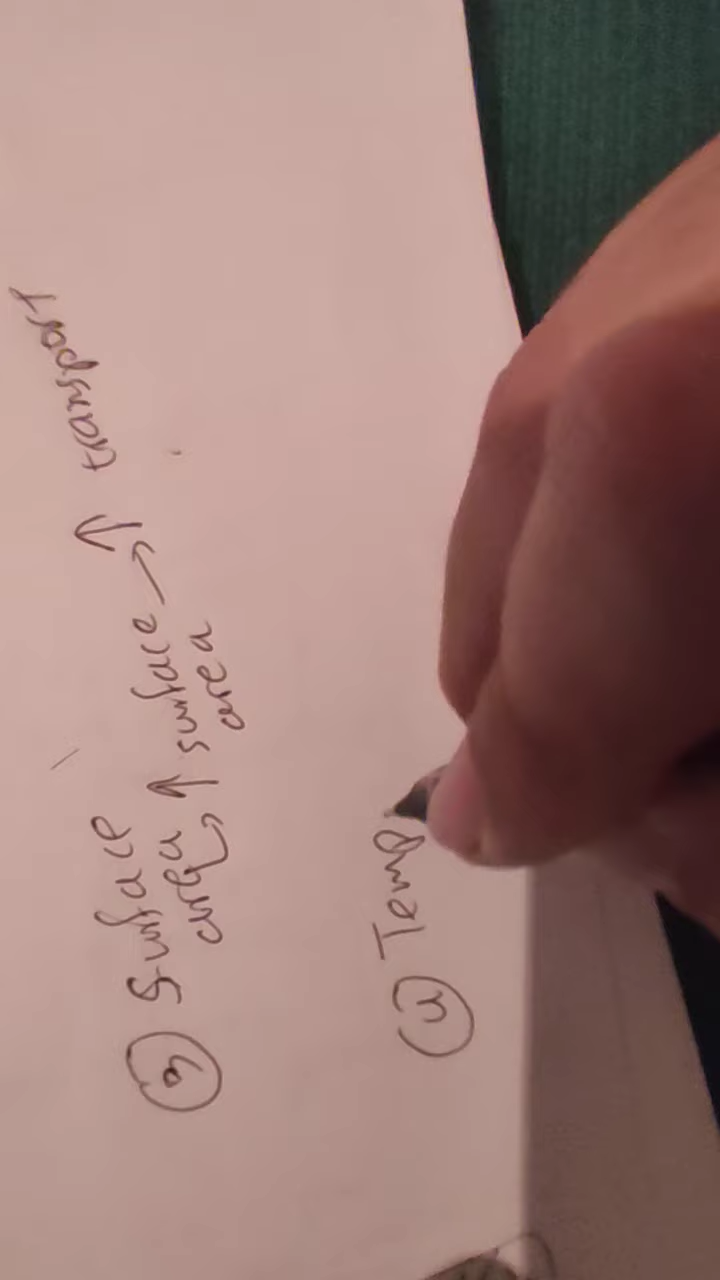 ③ Surface
area
↳ ↑ surface → ↑ transport
area
④ Temp